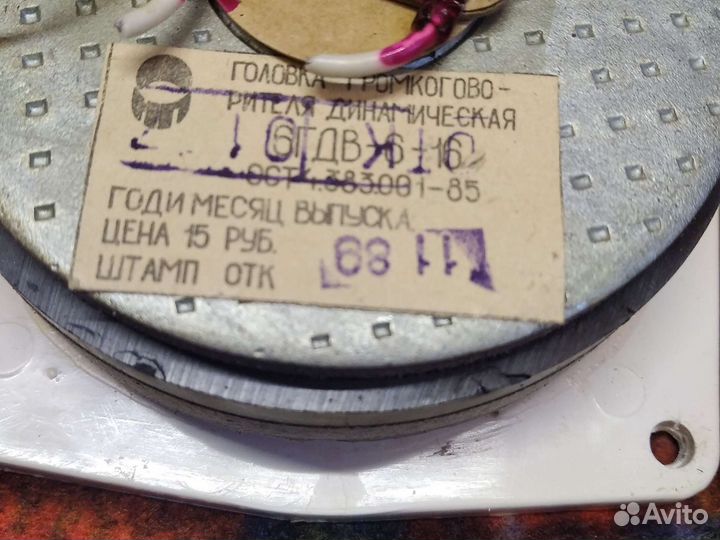 ГОЛОВКА ГРОМКОГОВО-
РИТЕЛЯ ДИНАМИЧЕСКАЯ
6ГДВ-6-16
ОСТ4.383.001-85
ГОД И МЕСЯЦ ВЫПУСКА
ЦЕНА 15 РУБ.
11 89
ШТАМП ОТК
Avito